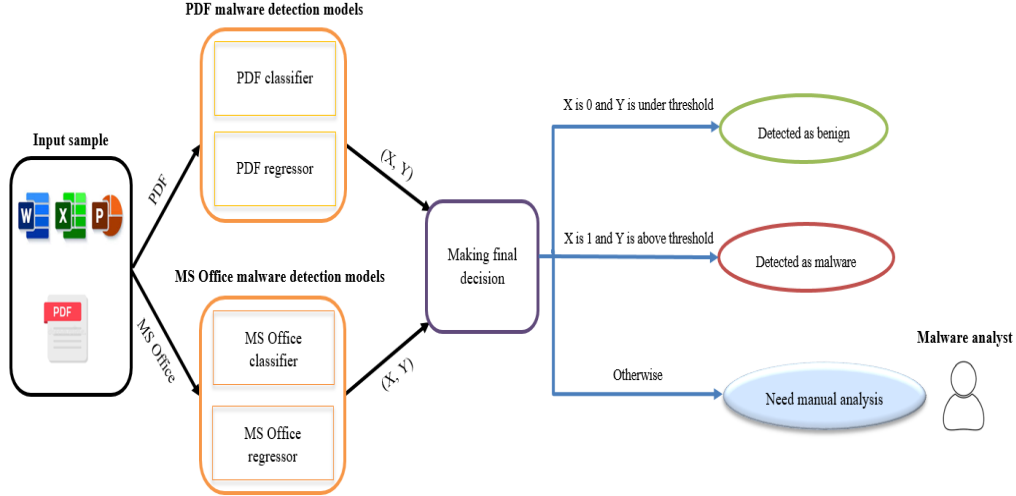 PDF malware detection models
PDF classifier
PDF regressor
Input sample
W
X
P
PDF
PDF
MS Office
MS Office malware detection models
MS Office
classifier
MS Office
regressor
(X, Y)
(X, Y)
Making final
decision
X is 0 and Y is under threshold
Detected as benign
X is 1 and Y is above threshold
Detected as malware
Otherwise
Need manual analysis
Malware analyst